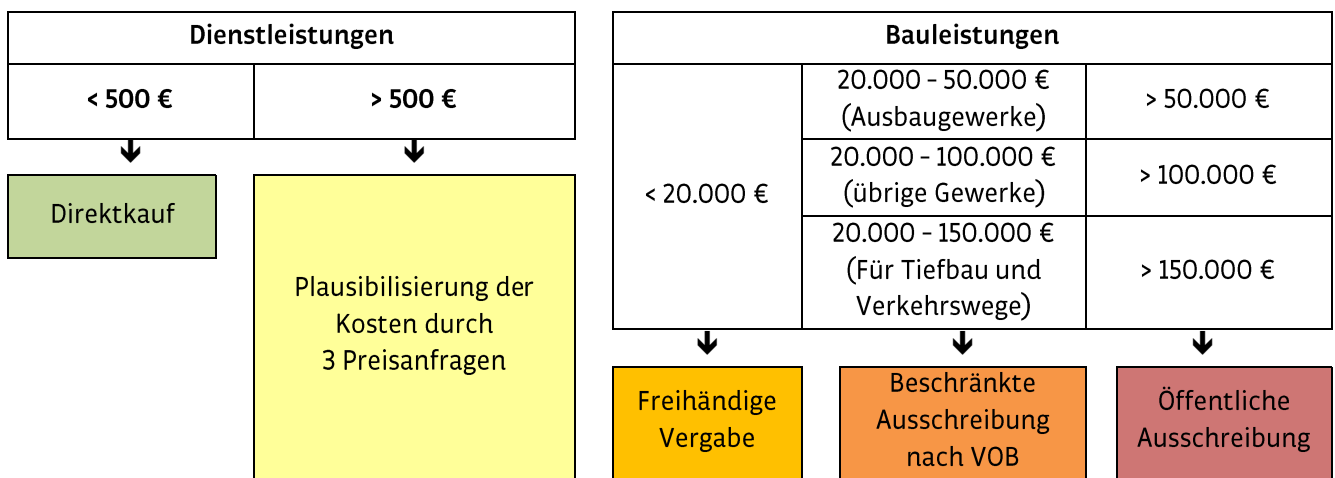 Dienstleistungen
< 500 €
> 500 €
Direktkauf
Plausibilisierung der
Kosten durch
3 Preisanfragen
Bauleistungen
< 20.000 €
20.000 – 50.000 €
(Ausbaugewerke)
> 50.000 €
20.000 – 100.000 €
(übrige Gewerke)
> 100.000 €
20.000 – 150.000 €
(Für Tiefbau und
Verkehrswege)
> 150.000 €
Freihändige
Vergabe
Beschränkte
Ausschreibung
nach VOB
Öffentliche
Ausschreibung